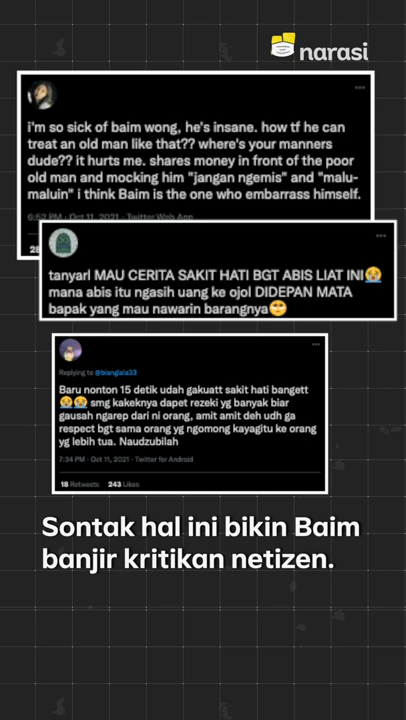 narasi
i'm so sick of baim wong, he's insane. how tf he can
treat an old man like that?? where's your manners
dude?? it hurts me. shares money in front of the poor
old man and mocking him "jangan ngemis" and "malu-
maluin" i think Baim is the one who embarrass himself.
6:52 PM · Oct 11, 2021 · Twitter Web App
28
tanyarl MAU CERITA SAKIT HATI BGT ABIS LIAT INI😭
mana abis itu ngasih uang ke ojol DIDEPAN MATA
bapak yang mau nawarin barangnya🥺
Replying to @bianglala33
Baru nonton 15 detik udah gakuatt sakit hati bangett
😭😭 smg kakeknya dapet rezeki yg banyak biar
gausah ngarep dari ni orang, amit amit deh udh ga
respect bgt sama orang yg ngomong kayagitu ke orang
yg lebih tua. Naudzubilah
7:34 PM · Oct 11, 2021 · Twitter for Android
18 Retweets 243 Likes
Sontak hal ini bikin Baim
banjir kritikan netizen.